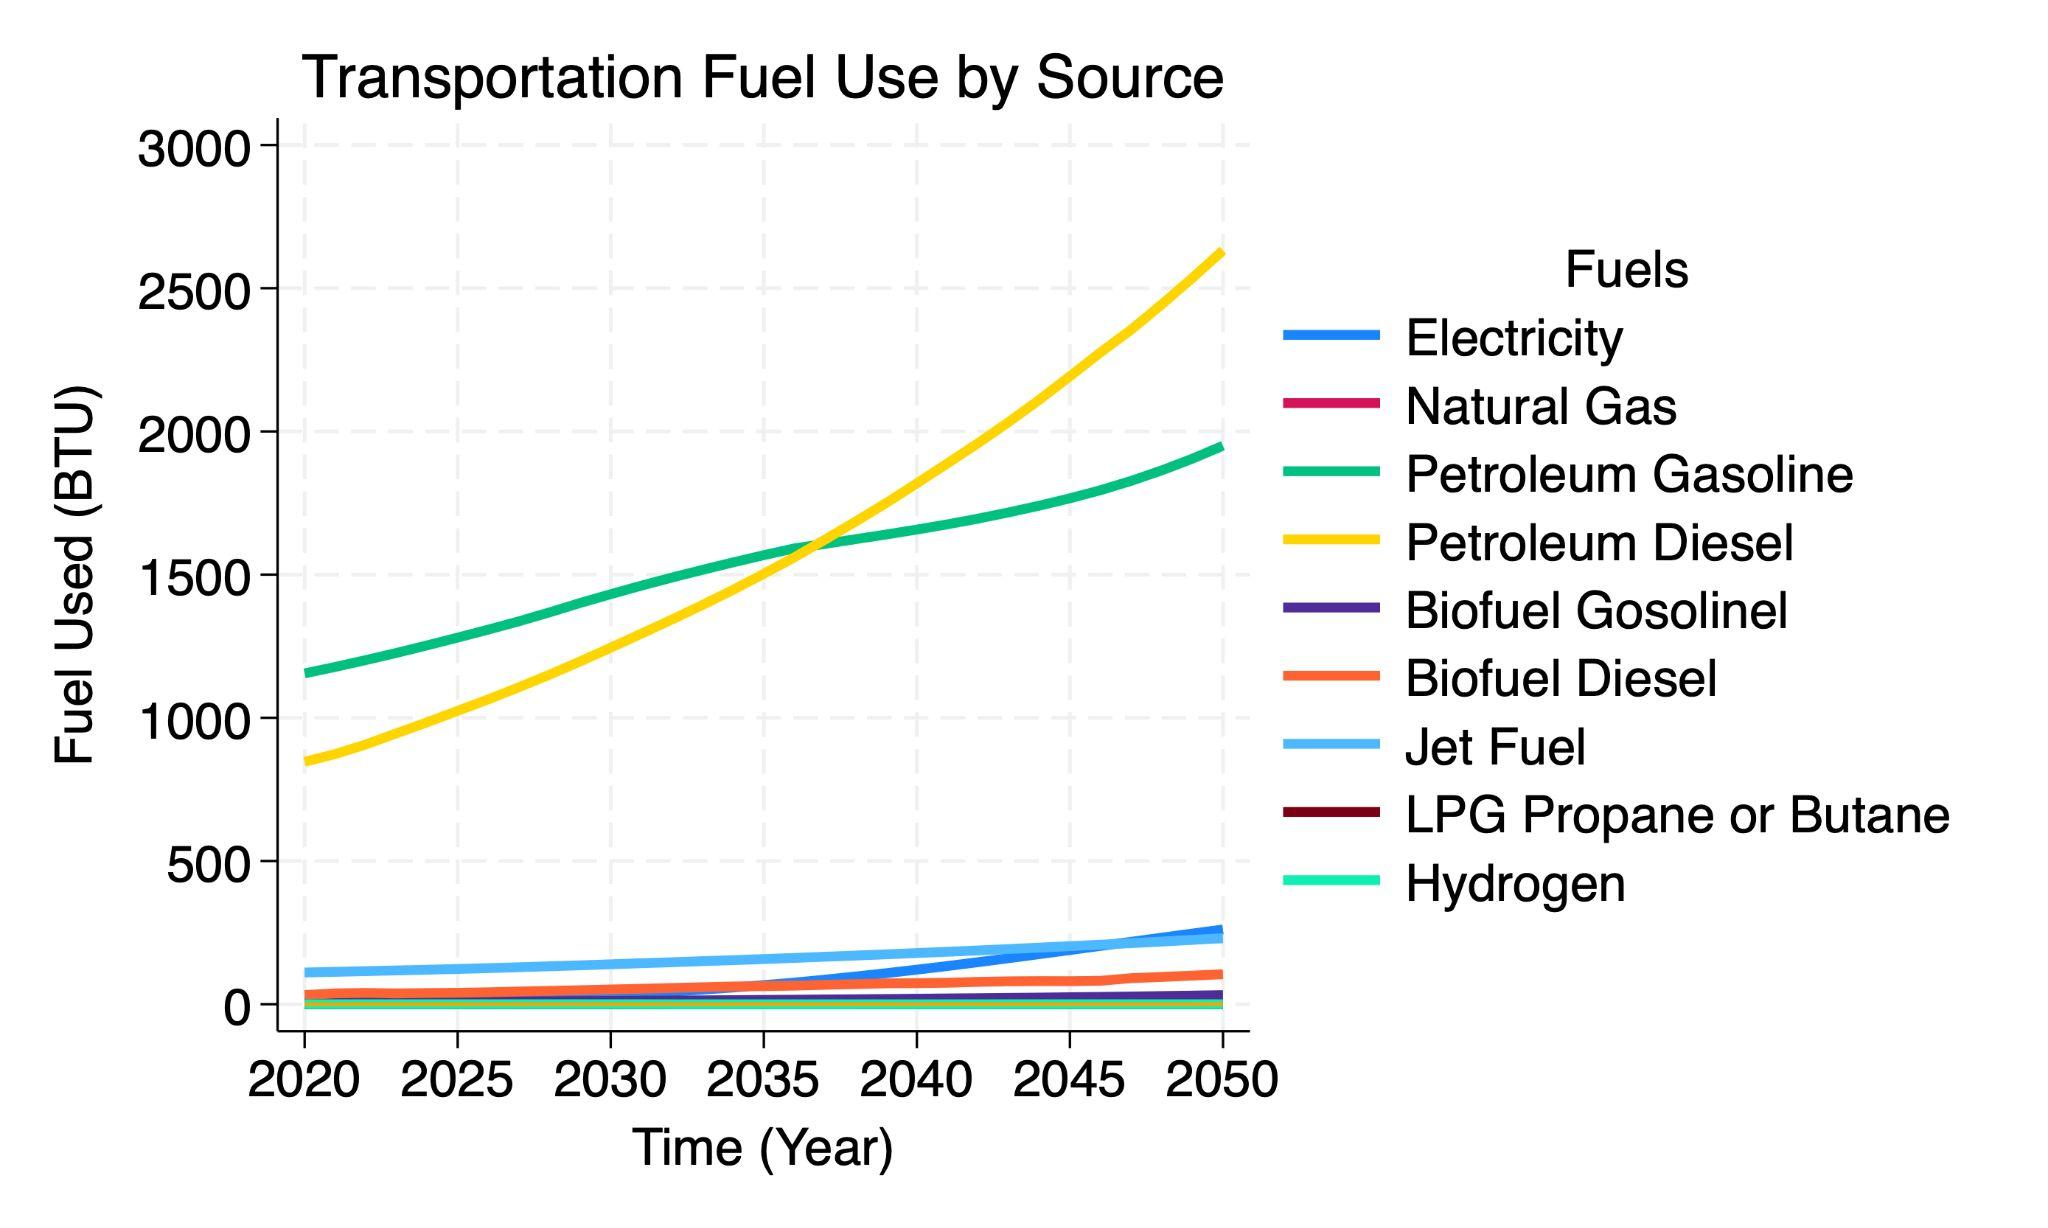 Transportation Fuel Use by Source
3000
2500
2000
1500
1000
500
0
Fuel Used (BTU)
2020 2025 2030 2035 2040 2045 2050
Time (Year)
Fuels
Electricity
Natural Gas
Petroleum Gasoline
Petroleum Diesel
Biofuel Gosolinel
Biofuel Diesel
Jet Fuel
LPG Propane or Butane
Hydrogen